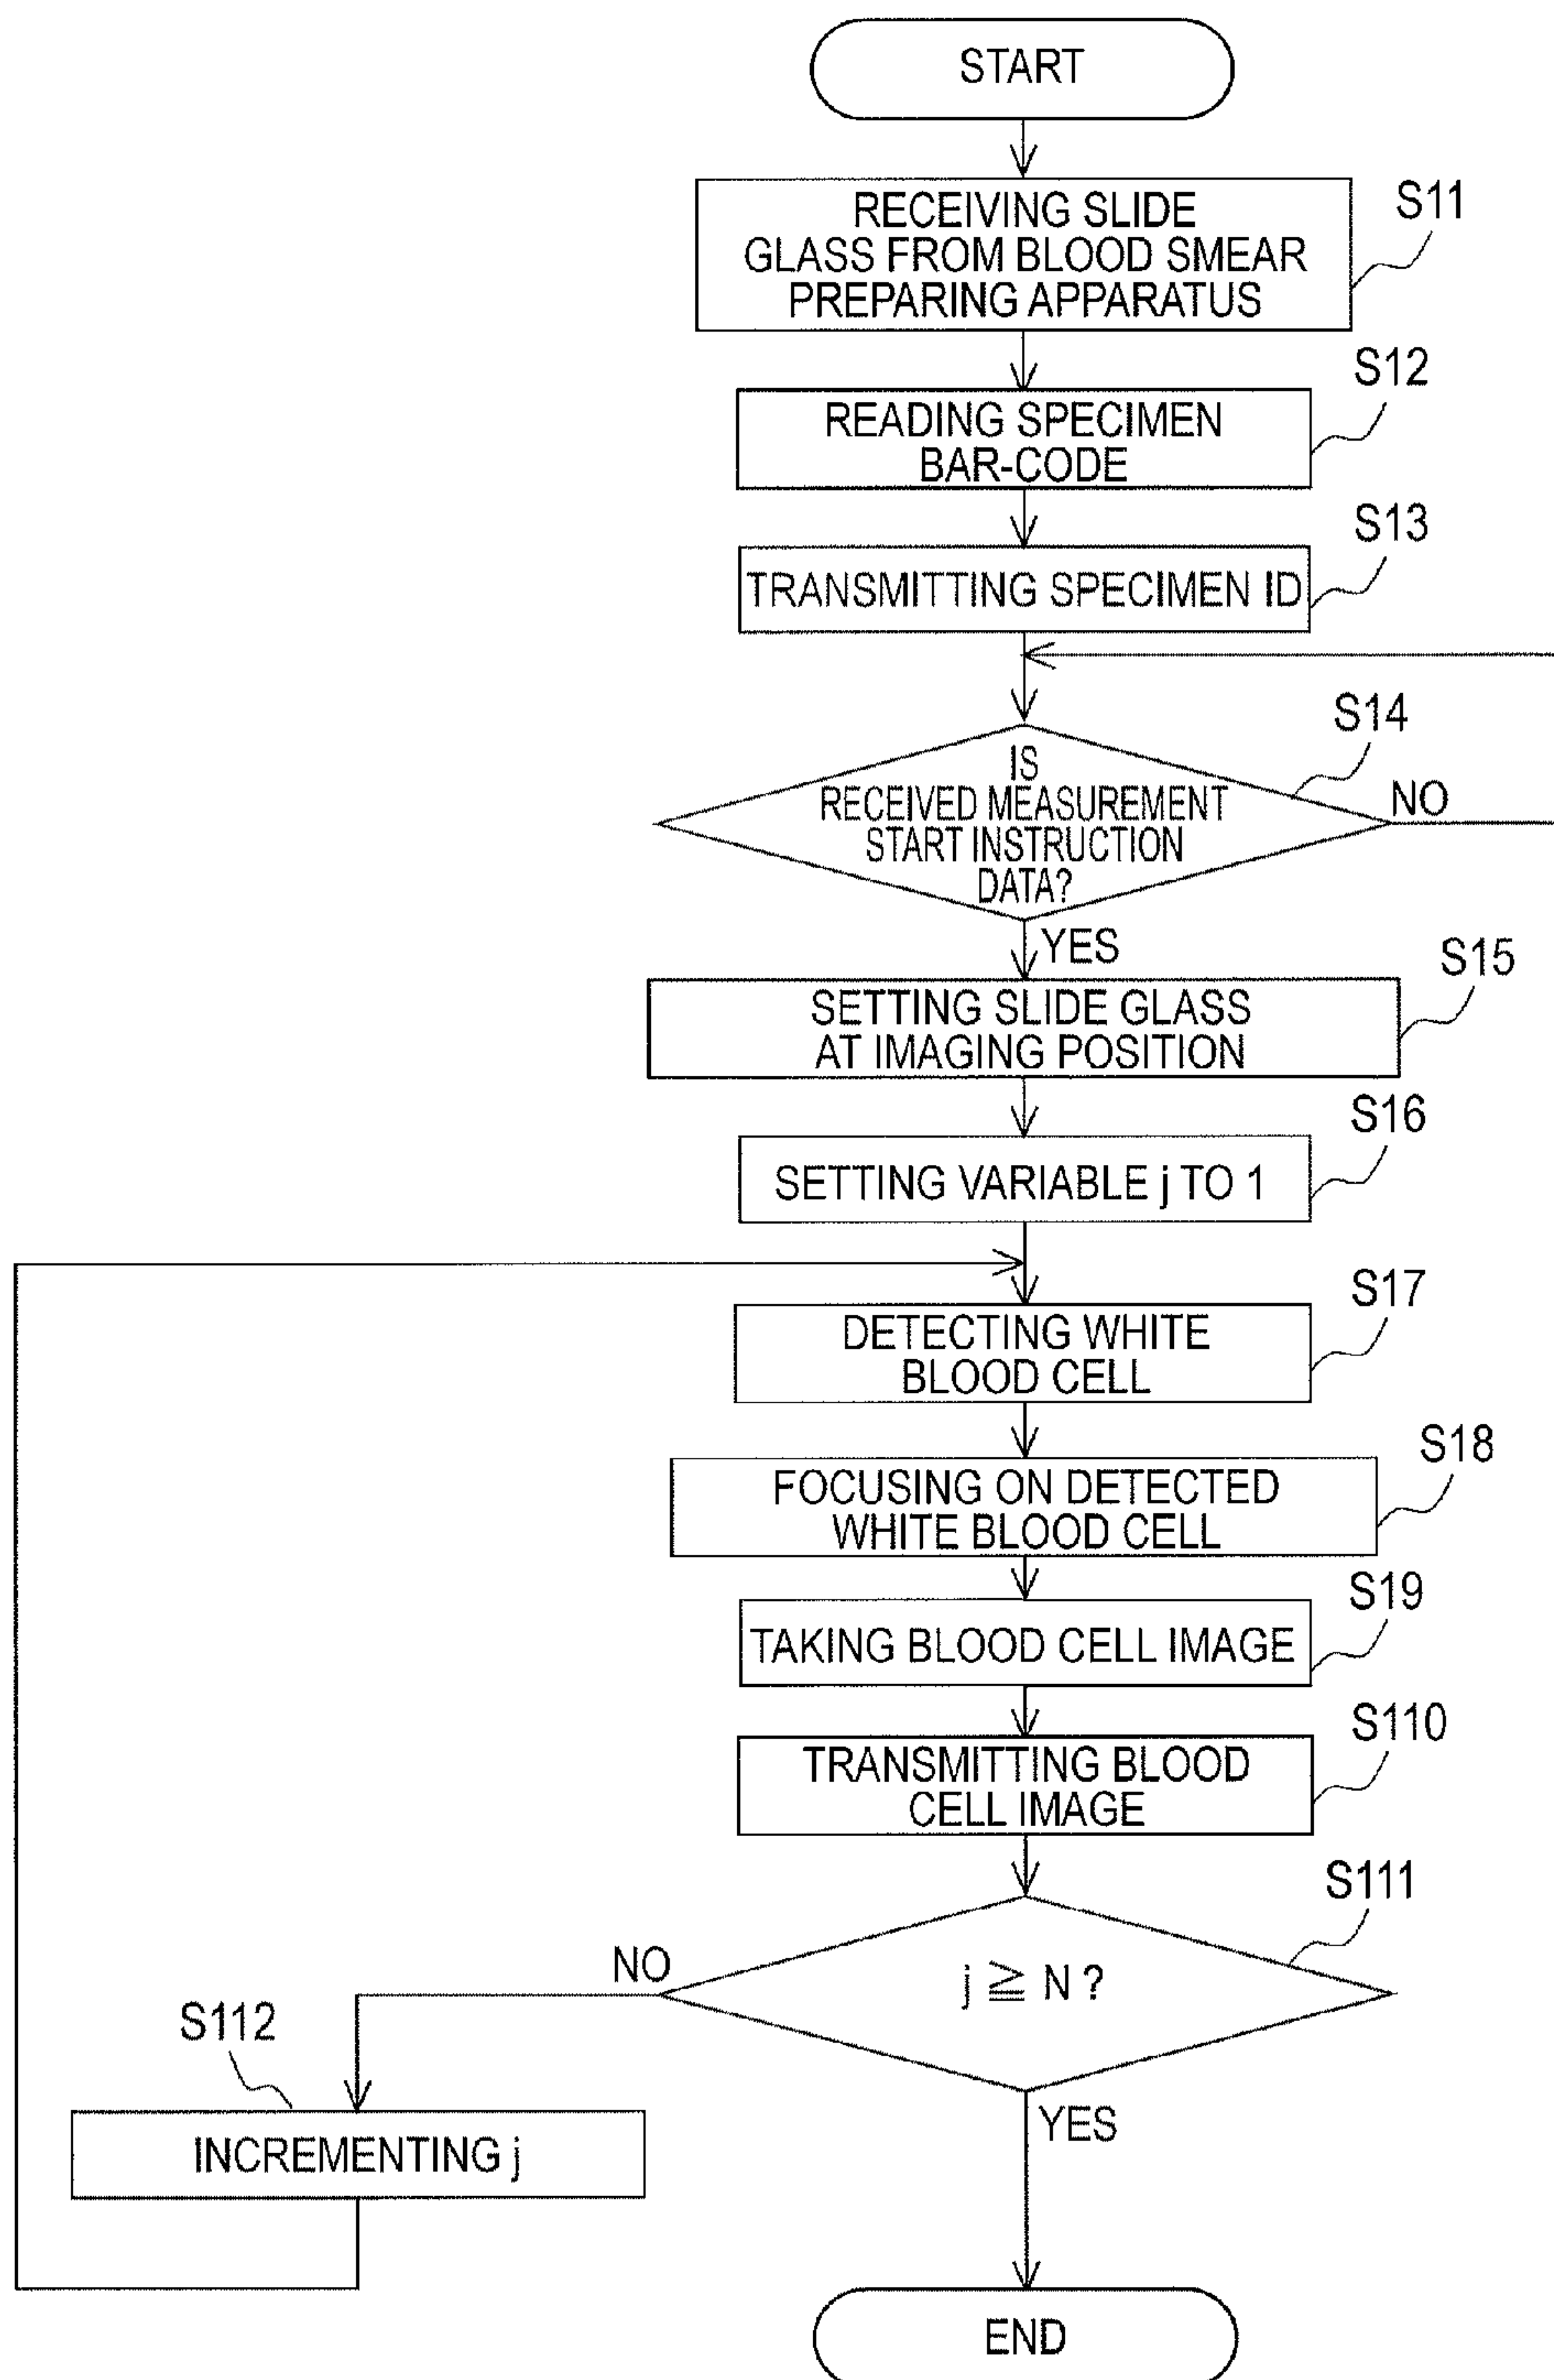 START
RECEIVING SLIDE
GLASS FROM BLOOD SMEAR
PREPARING APPARATUS
S11
READING SPECIMEN
BAR-CODE
S12
TRANSMITTING SPECIMEN ID
S13
IS
RECEIVED MEASUREMENT
START INSTRUCTION
DATA?
S14
NO
YES
SETTING SLIDE GLASS
AT IMAGING POSITION
S15
SETTING VARIABLE j TO 1
S16
DETECTING WHITE
BLOOD CELL
S17
FOCUSING ON DETECTED
WHITE BLOOD CELL
S18
TAKING BLOOD CELL IMAGE
S19
TRANSMITTING BLOOD
CELL IMAGE
S110
j ≧ N ?
S111
NO
S112
INCREMENTING j
YES
END